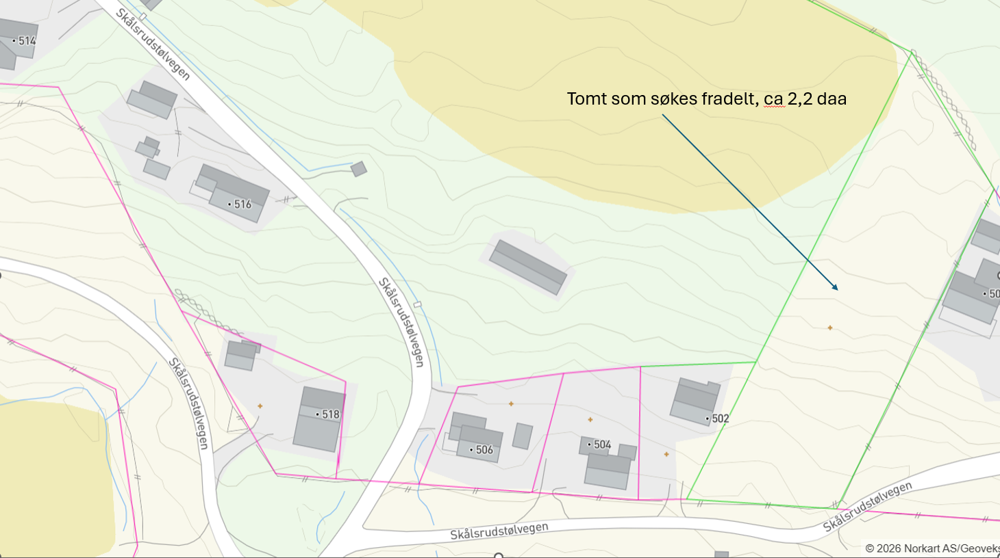 Skålsrudstølvegen
514
Tomt som søkes fradelt, ca 2,2 daa
516
Skålsrudstølvegen
50
Skålsrudstølvegen
518
502
504
506
Skålsrudstølvegen
Skålsrudstølvegen
© 2026 Norkart AS/Geoveks